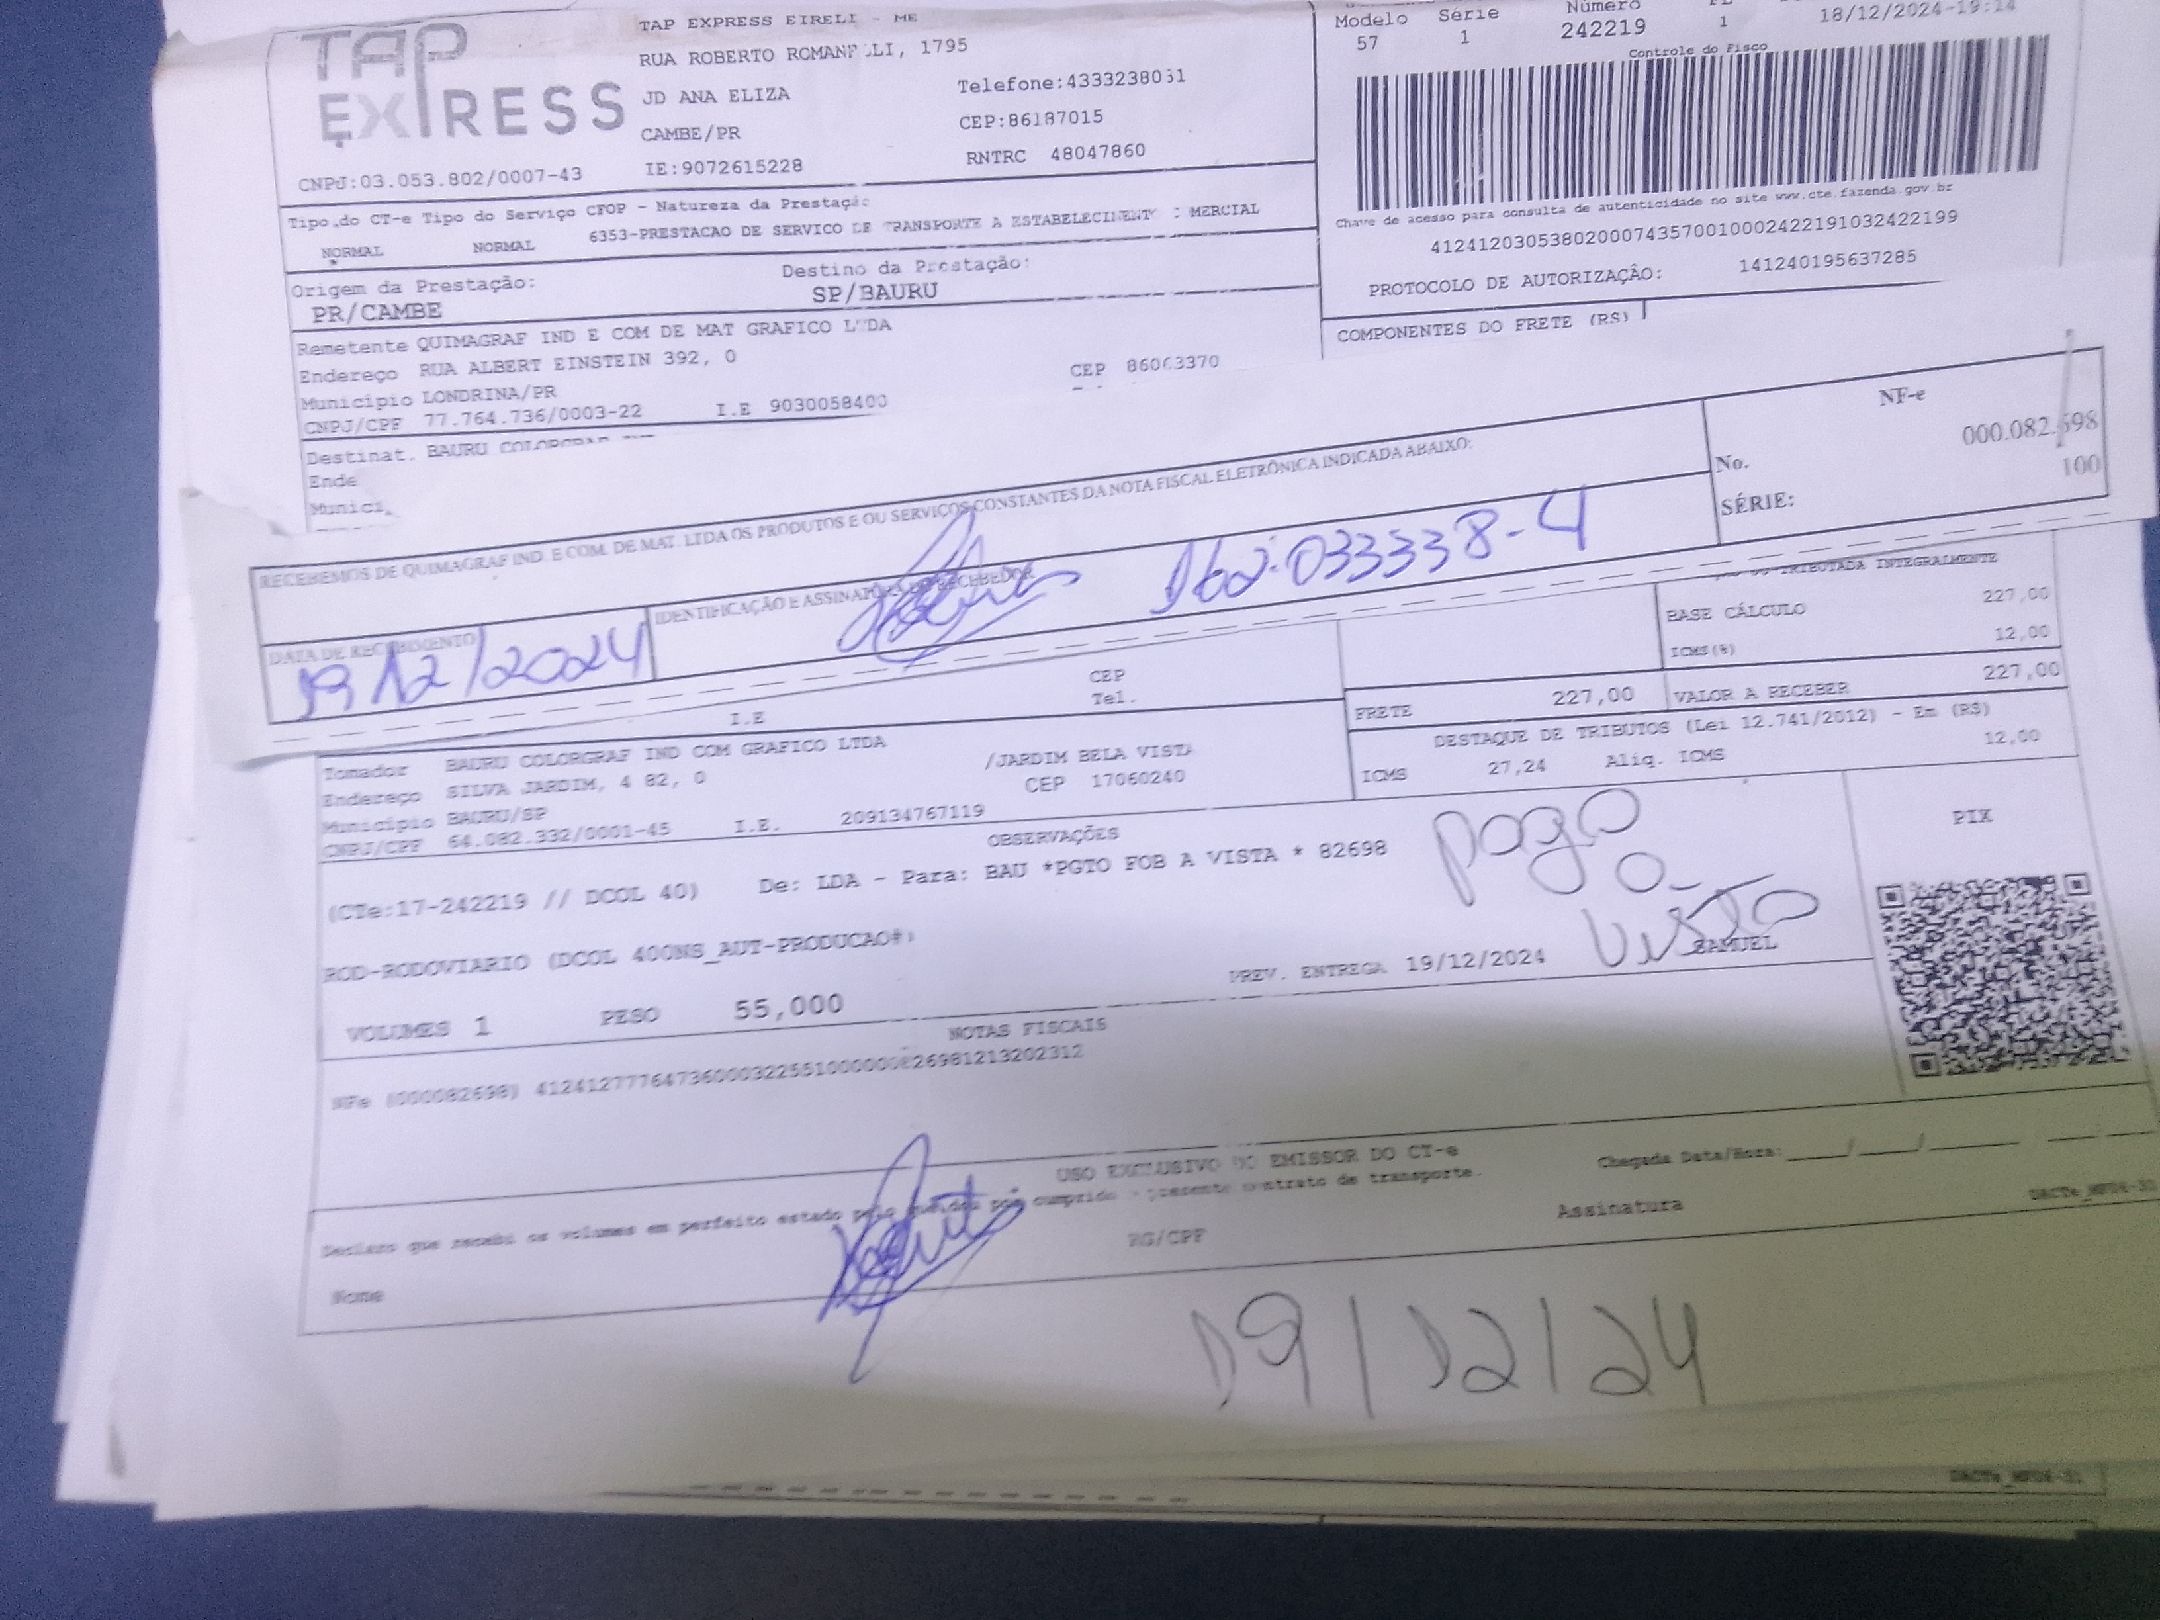 TAP EXPRESS
TAP EXPRESS EIRELI - ME
RUA ROBERTO ROMANELLI, 1795
JD ANA ELIZA Telefone:4333238031
CAMBE/PR CEP:86187015
CNPJ:03.053.802/0007-43 IE:9072615228 RNTRC 48047860
Modelo Série Número
57 1 242219 1 18/12/2024-19:14
Controle do Fisco
Chave de acesso para consulta de autenticidade no site www.cte.fazenda.gov.br
41241203053802000743570010002422191032422199
PROTOCOLO DE AUTORIZAÇÃO: 141240195637285
Tipo do CT-e Tipo do Serviço CFOP - Natureza da Prestação
NORMAL NORMAL 6353-PRESTACAO DE SERVICO DE TRANSPORTE A ESTABELECIMENTO MERCIAL
Origem da Prestação: Destino da Prestação:
PR/CAMBE SP/BAURU
COMPONENTES DO FRETE (R$)
Remetente QUIMAGRAF IND E COM DE MAT GRAFICO LTDA
Endereço RUA ALBERT EINSTEIN 392, 0 CEP 86063370
Município LONDRINA/PR
CNPJ/CPF 77.764.736/0003-22 I.E 9030058400
Destinat. BAURU COLORGRAF
Ende
Munici
NF-e
No. 000.082.698
SÉRIE: 100
RECEBEMOS DE QUIMAGRAF IND. E COM. DE MAT. LTDA OS PRODUTOS E OU SERVIÇOS CONSTANTES DA NOTA FISCAL ELETRÔNICA INDICADA ABAIXO:
DATA DE RECEBIMENTO IDENTIFICAÇÃO E ASSINATURA DO RECEBEDOR
19/12/2024 162.033338-4
TRIBUTADA INTEGRALMENTE
BASE CÁLCULO 227,00
ICMS(%) 12,00
CEP
I.E Tel.
FRETE 227,00 VALOR A RECEBER 227,00
DESTAQUE DE TRIBUTOS (Lei 12.741/2012) - Em (R$)
ICMS 27,24 Aliq. ICMS 12,00
Tomador BAURU COLORGRAF IND COM GRAFICO LTDA
Endereço SILVA JARDIM, 4 82, 0 /JARDIM BELA VISTA
Município BAURU/SP CEP 17060240
CNPJ/CPF 64.082.332/0001-45 I.E. 209134767119
OBSERVAÇÕES
(CTe:17-242219 // DCOL 40) De: LDA - Para: BAU *PGTO FOB A VISTA * 82698
pago
a
Vista
PIX
ROD-RODOVIARIO (DCOL 400NS_AUT-PRODUCAO#)
PREV. ENTREGA 19/12/2024 SAMUEL
VOLUMES 1 PESO 55,000
NOTAS FISCAIS
NFe (000082698) 41241277764736000322551000000826981213202312
USO EXCLUSIVO DO EMISSOR DO CT-e
Declaro que recebi os volumes em perfeito estado pelo que dou por cumprido o presente contrato de transporte.
Chegada Data/Hora: ____/____/
Nome RG/CPF Assinatura
19/12/24